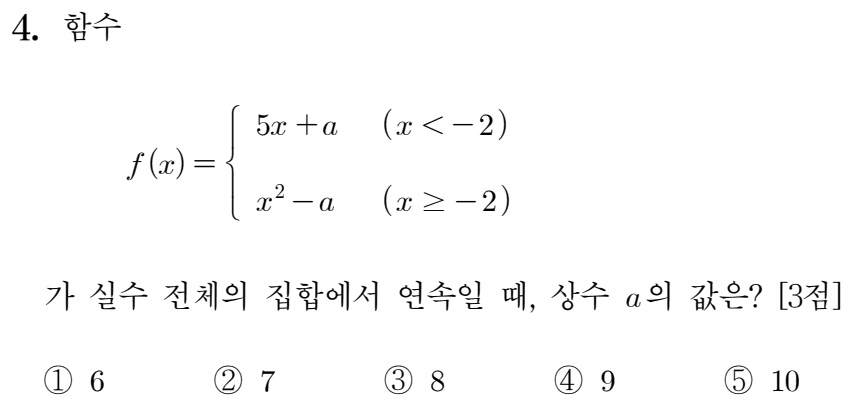 4. 함수
f(x) = { 5x+a (x < -2)
x² - a (x ≥ -2)
가 실수 전체의 집합에서 연속일 때, 상수 a의 값은? [3점]
① 6 ② 7 ③ 8 ④ 9 ⑤ 10